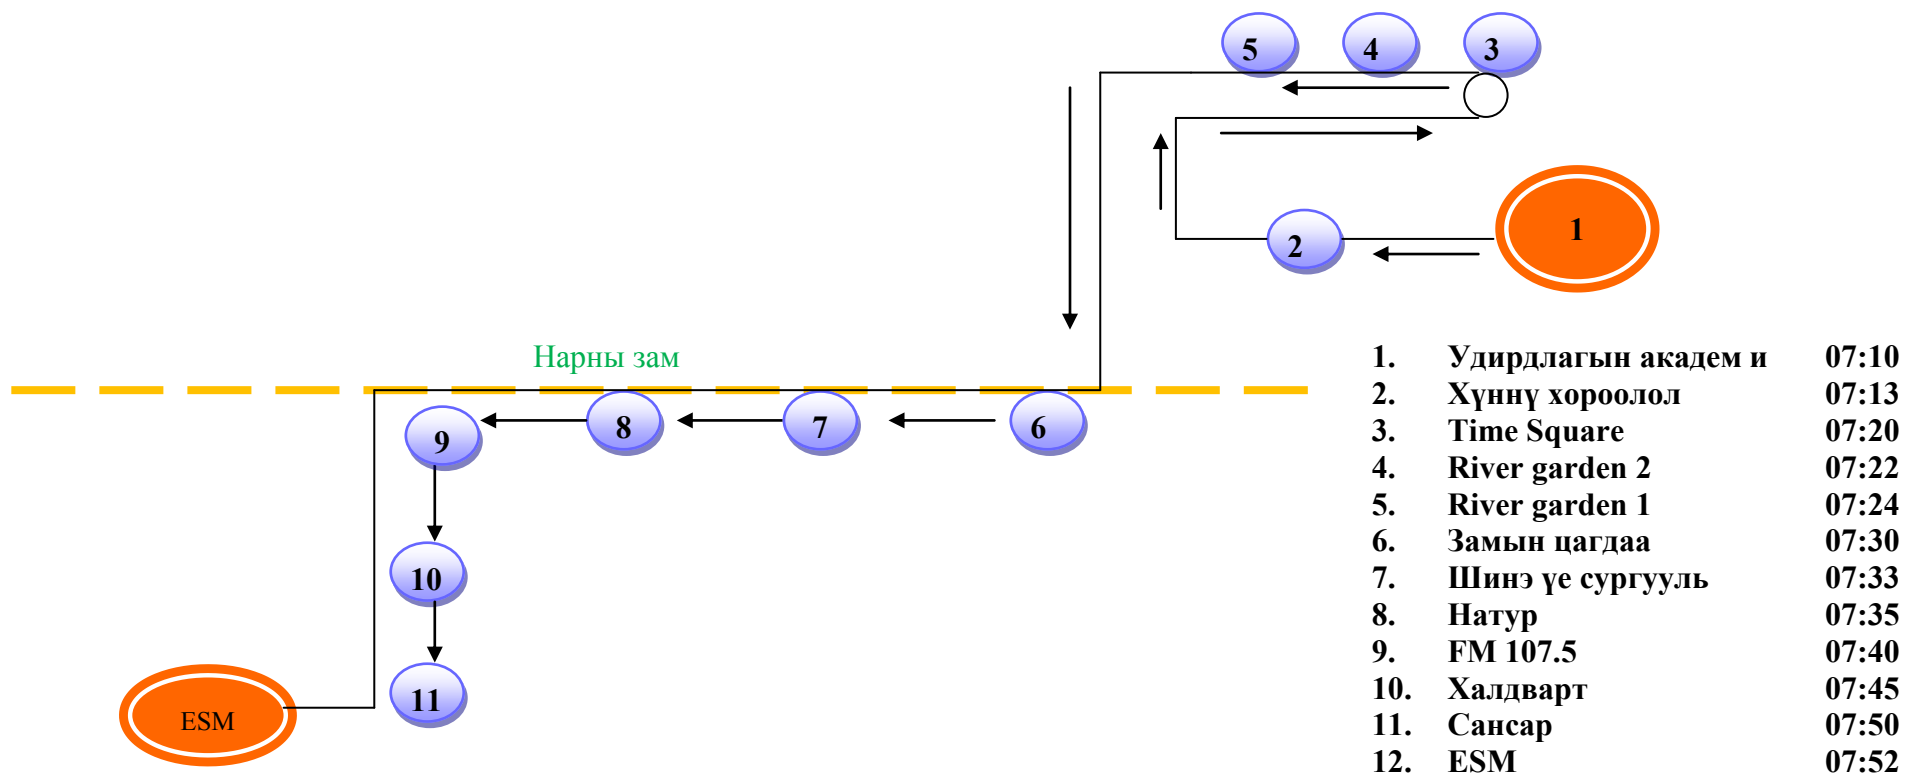 5 4 3
1
2
Нарны зам
6
7
8
9
10
11
ESM
1. Удирдлагын академ и 07:10
2. Хүннү хороолол 07:13
3. Time Square 07:20
4. River garden 2 07:22
5. River garden 1 07:24
6. Замын цагдаа 07:30
7. Шинэ үе сургууль 07:33
8. Натур 07:35
9. FM 107.5 07:40
10. Халдварт 07:45
11. Сансар 07:50
12. ESM 07:52